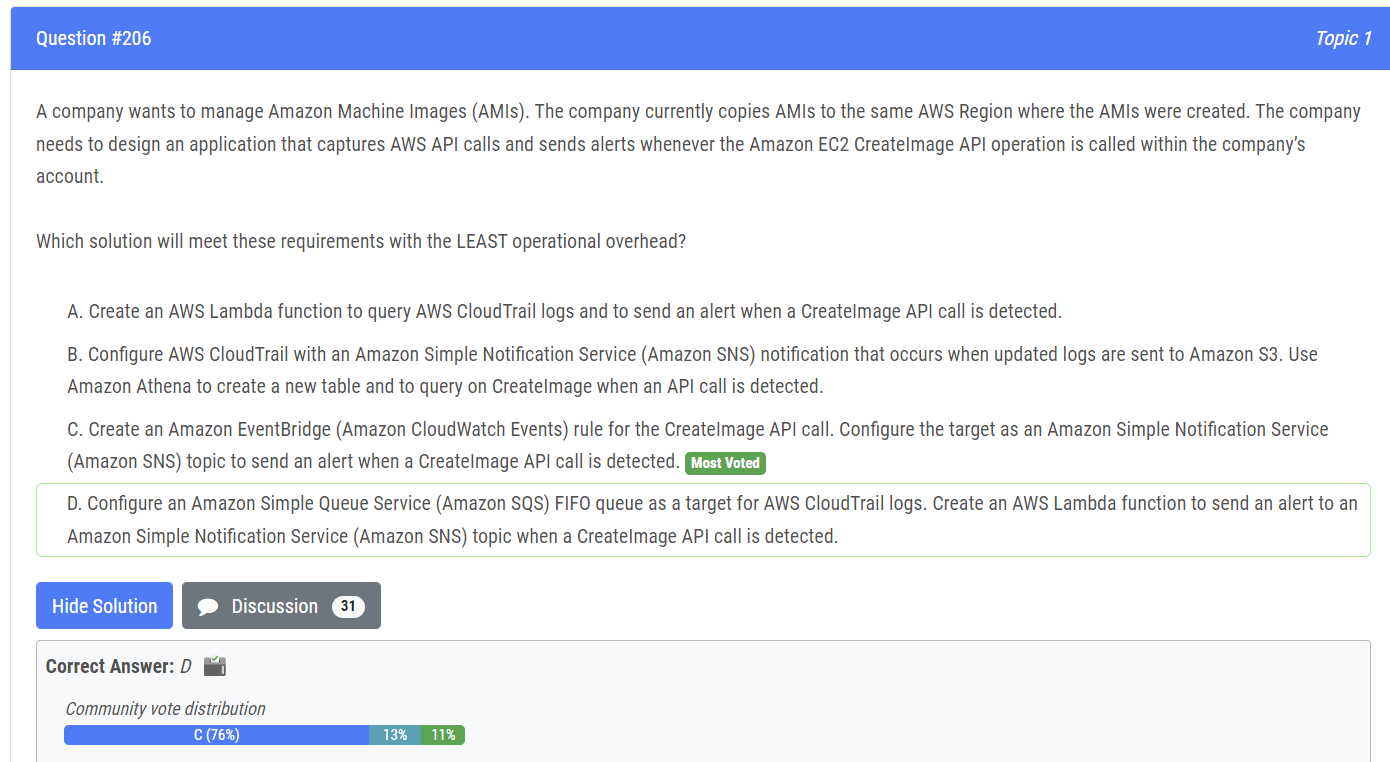 Question #206
Topic 1
A company wants to manage Amazon Machine Images (AMIs). The company currently copies AMIs to the same AWS Region where the AMIs were created. The company
needs to design an application that captures AWS API calls and sends alerts whenever the Amazon EC2 CreateImage API operation is called within the company’s
account.
Which solution will meet these requirements with the LEAST operational overhead?
A. Create an AWS Lambda function to query AWS CloudTrail logs and to send an alert when a CreateImage API call is detected.
B. Configure AWS CloudTrail with an Amazon Simple Notification Service (Amazon SNS) notification that occurs when updated logs are sent to Amazon S3. Use
Amazon Athena to create a new table and to query on CreateImage when an API call is detected.
C. Create an Amazon EventBridge (Amazon CloudWatch Events) rule for the CreateImage API call. Configure the target as an Amazon Simple Notification Service
(Amazon SNS) topic to send an alert when a CreateImage API call is detected. Most Voted
D. Configure an Amazon Simple Queue Service (Amazon SQS) FIFO queue as a target for AWS CloudTrail logs. Create an AWS Lambda function to send an alert to an
Amazon Simple Notification Service (Amazon SNS) topic when a CreateImage API call is detected.
Hide Solution
Discussion 31
Correct Answer: D
Community vote distribution
C (76%) 13% 11%